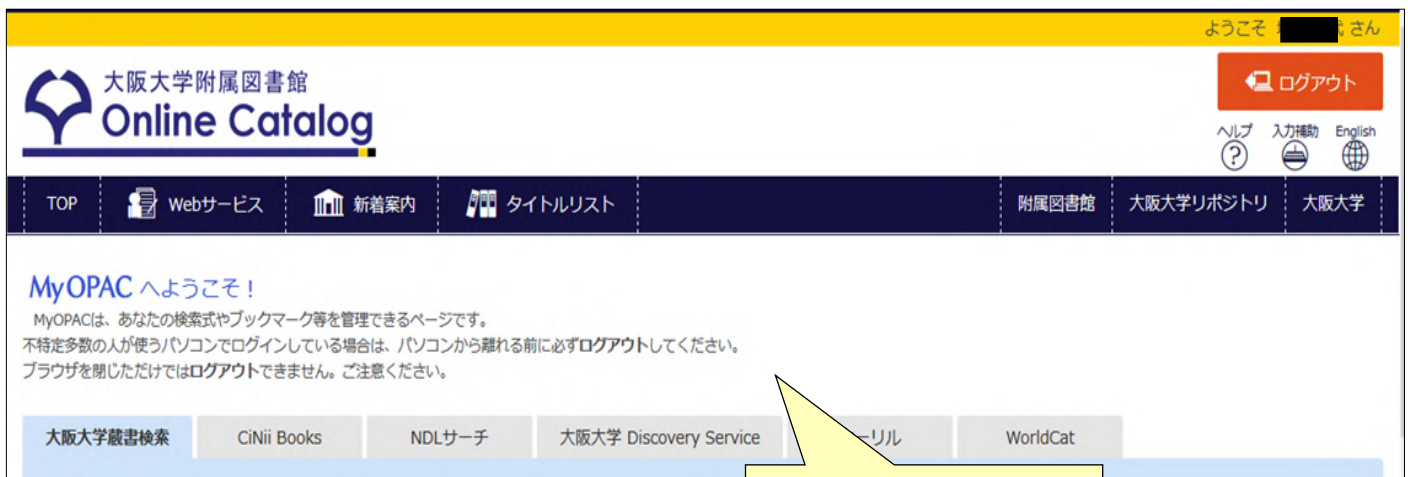 ようこそ さん
大阪大学附属図書館
Online Catalog
ログアウト
ヘルプ 入力補助 English
TOP Webサービス 新着案内 タイトルリスト 附属図書館 大阪大学リポジトリ 大阪大学
MyOPAC へようこそ！
MyOPACは、あなたの検索式やブックマーク等を管理できるページです。
不特定多数の人が使うパソコンでログインしている場合は、パソコンから離れる前に必ずログアウトしてください。
ブラウザを閉じただけではログアウトできません。ご注意ください。
大阪大学蔵書検索 CiNii Books NDLサーチ 大阪大学 Discovery Service ーリル WorldCat